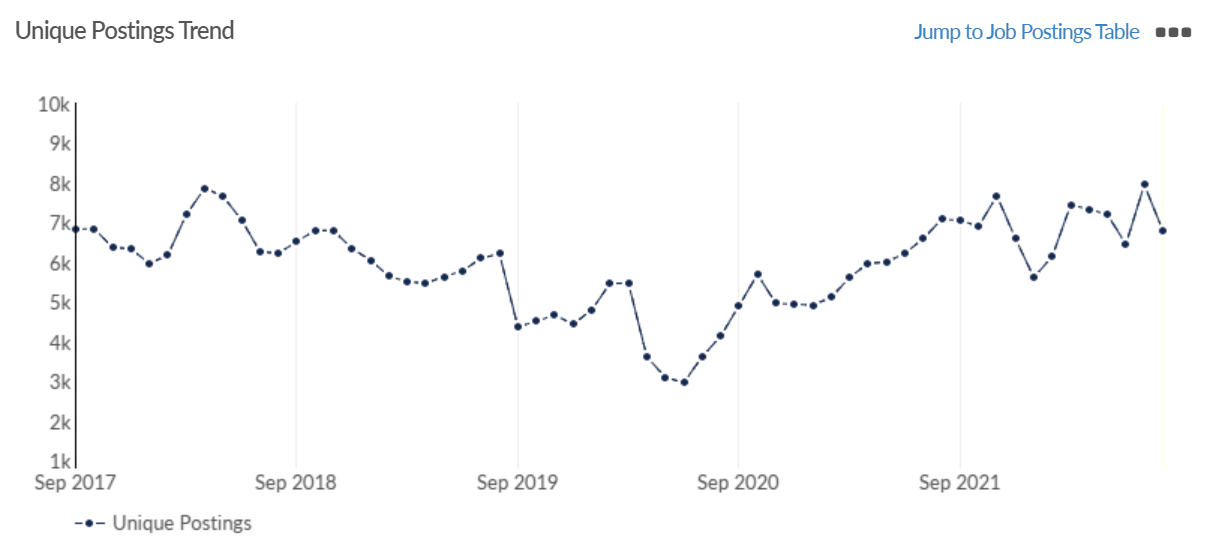 Unique Postings Trend
Jump to Job Postings Table
10k
9k
8k
7k
6k
5k
4k
3k
2k
1k
Sep 2017 Sep 2018 Sep 2019 Sep 2020 Sep 2021
Unique Postings